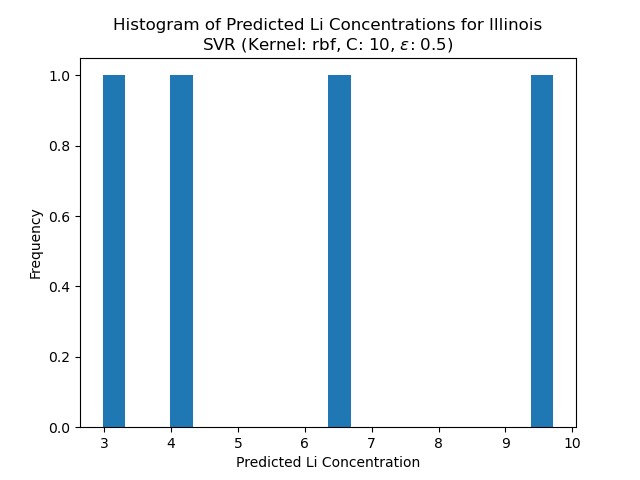 Histogram of Predicted Li Concentrations for Illinois
SVR (Kernel: rbf, C: 10, ε: 0.5)
1.0
0.8
0.6
0.4
0.2
0.0
Frequency
3 4 5 6 7 8 9 10
Predicted Li Concentration